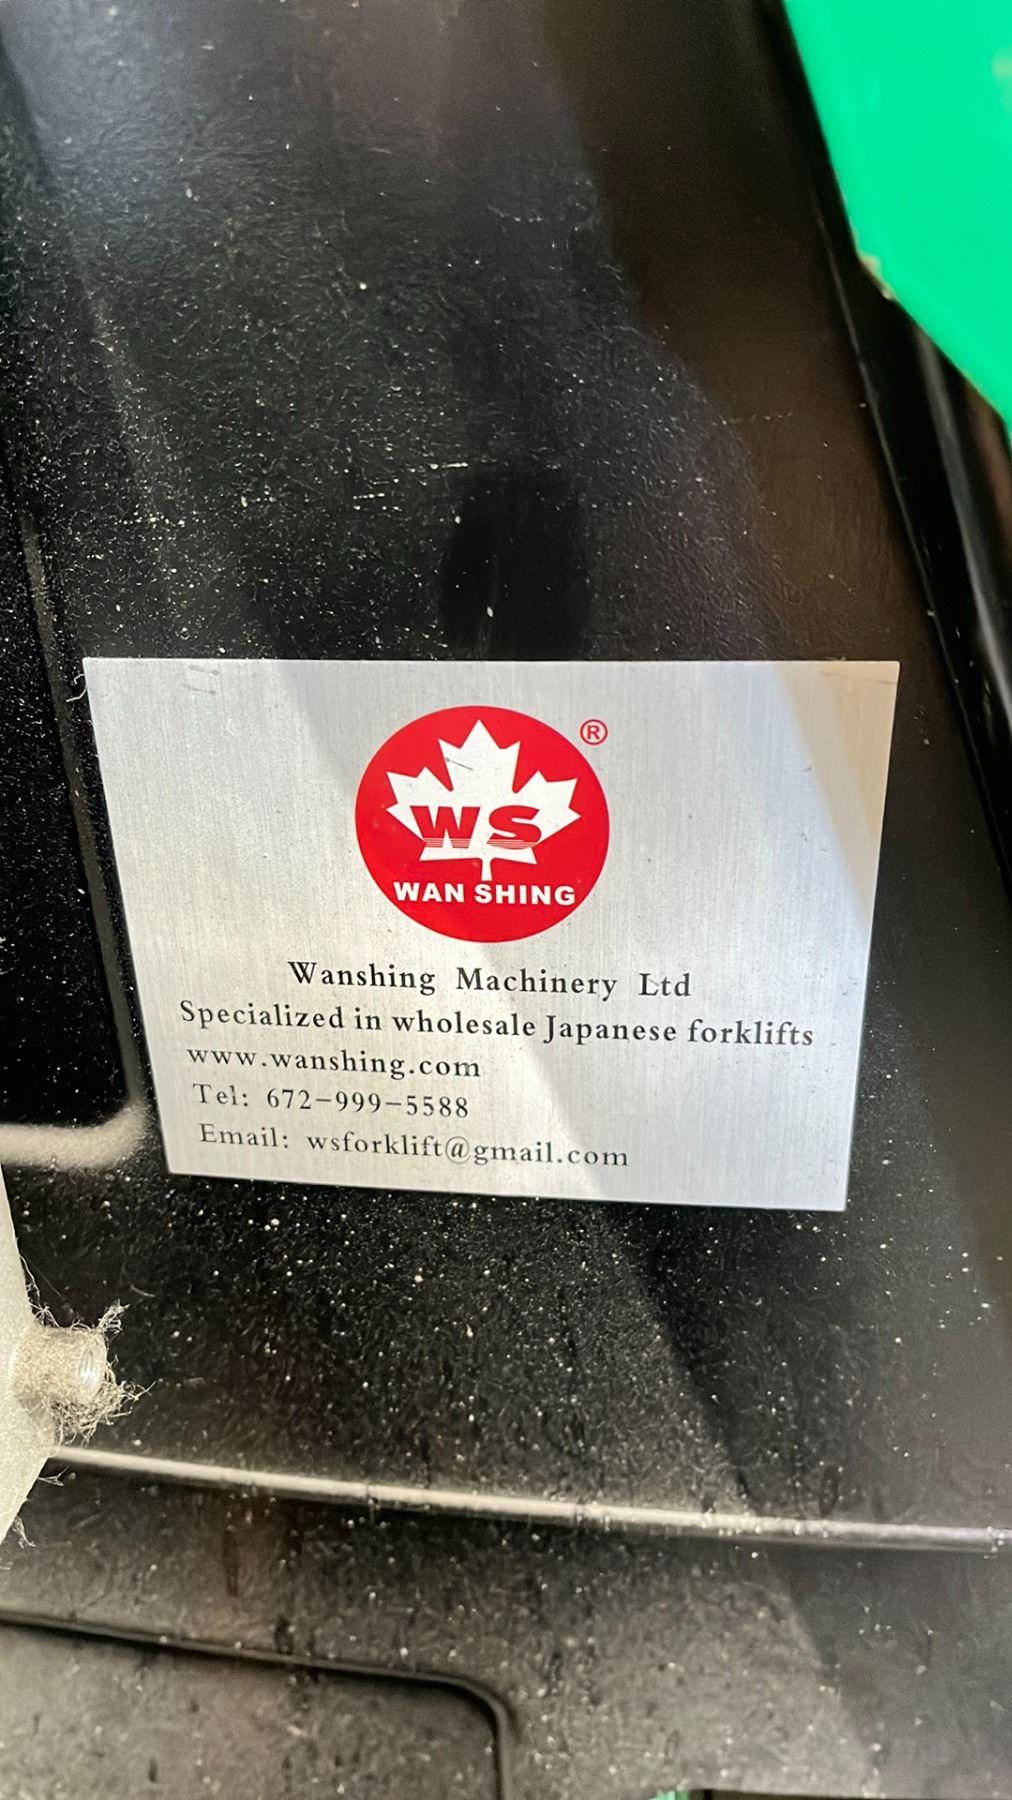 ®
WS
WAN SHING
Wanshing Machinery Ltd
Specialized in wholesale Japanese forklifts
www.wanshing.com
Tel: 672-999-5588
Email: wsforklift@gmail.com